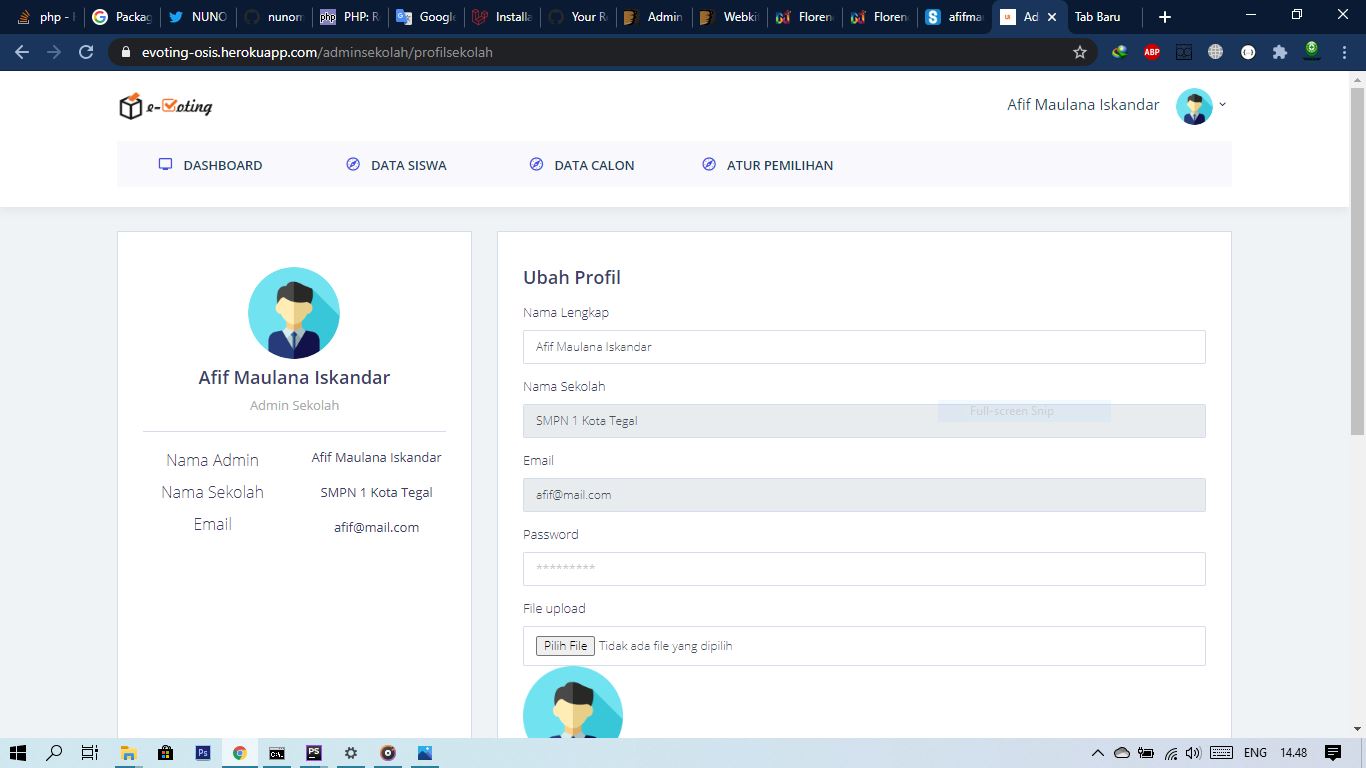 php - 
Packag
NUNO
nunom
PHP: R
Google
Installa
Your R
Admin
Webki
Floren
Floren
afifma
Ad
Tab Baru
evoting-osis.herokuapp.com/adminsekolah/profilsekolah
ABP
e-Voting
Afif Maulana Iskandar
DASHBOARD
DATA SISWA
DATA CALON
ATUR PEMILIHAN
Afif Maulana Iskandar
Admin Sekolah
Nama Admin Afif Maulana Iskandar
Nama Sekolah SMPN 1 Kota Tegal
Email afif@mail.com
Ubah Profil
Nama Lengkap
Afif Maulana Iskandar
Nama Sekolah
SMPN 1 Kota Tegal
Full-screen Snip
Email
afif@mail.com
Password
*********
File upload
Pilih File Tidak ada file yang dipilih
Ps
PS
ENG
14.48